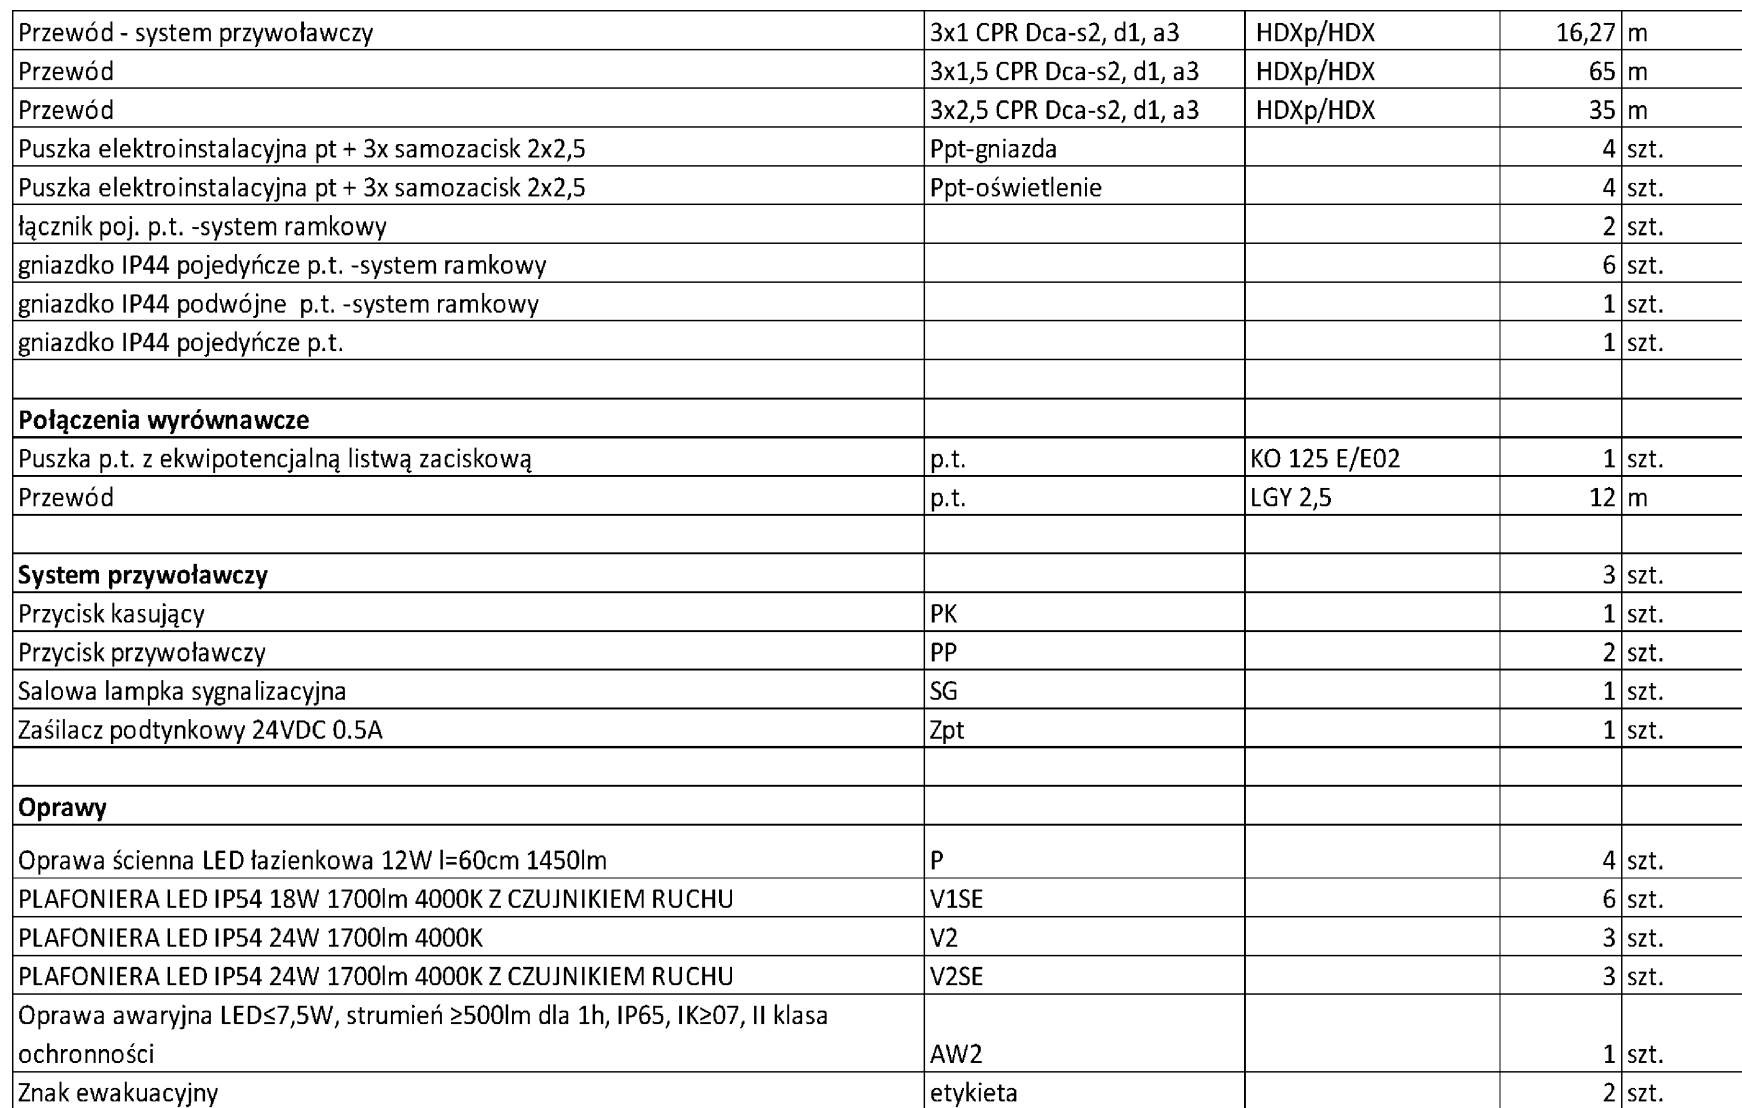 Przewód - system przywoławczy 3x1 CPR Dca-s2, d1, a3 HDXp/HDX 16,27 m
Przewód 3x1,5 CPR Dca-s2, d1, a3 HDXp/HDX 65 m
Przewód 3x2,5 CPR Dca-s2, d1, a3 HDXp/HDX 35 m
Puszka elektroinstalacyjna pt + 3x samozacisk 2x2,5 Ppt-gniazda 4 szt.
Puszka elektroinstalacyjna pt + 3x samozacisk 2x2,5 Ppt-oświetlenie 4 szt.
łącznik poj. p.t. -system ramkowy 2 szt.
gniazdko IP44 pojedyńcze p.t. -system ramkowy 6 szt.
gniazdko IP44 podwójne p.t. -system ramkowy 1 szt.
gniazdko IP44 pojedyńcze p.t. 1 szt.
Połączenia wyrównawcze
Puszka p.t. z ekwipotencjalną listwą zaciskową p.t. KO 125 E/E02 1 szt.
Przewód p.t. LGY 2,5 12 m
System przywoławczy 3 szt.
Przycisk kasujący PK 1 szt.
Przycisk przywoławczy PP 2 szt.
Salowa lampka sygnalizacyjna SG 1 szt.
Zaśilacz podtynkowy 24VDC 0.5A Zpt 1 szt.
Oprawy
Oprawa ścienna LED łazienkowa 12W l=60cm 1450lm P 4 szt.
PLAFONIERA LED IP54 18W 1700lm 4000K Z CZUJNIKIEM RUCHU V1SE 6 szt.
PLAFONIERA LED IP54 24W 1700lm 4000K V2 3 szt.
PLAFONIERA LED IP54 24W 1700lm 4000K Z CZUJNIKIEM RUCHU V2SE 3 szt.
Oprawa awaryjna LED≤7,5W, strumień ≥500lm dla 1h, IP65, IK≥07, II klasa
ochronności AW2 1 szt.
Znak ewakuacyjny etykieta 2 szt.